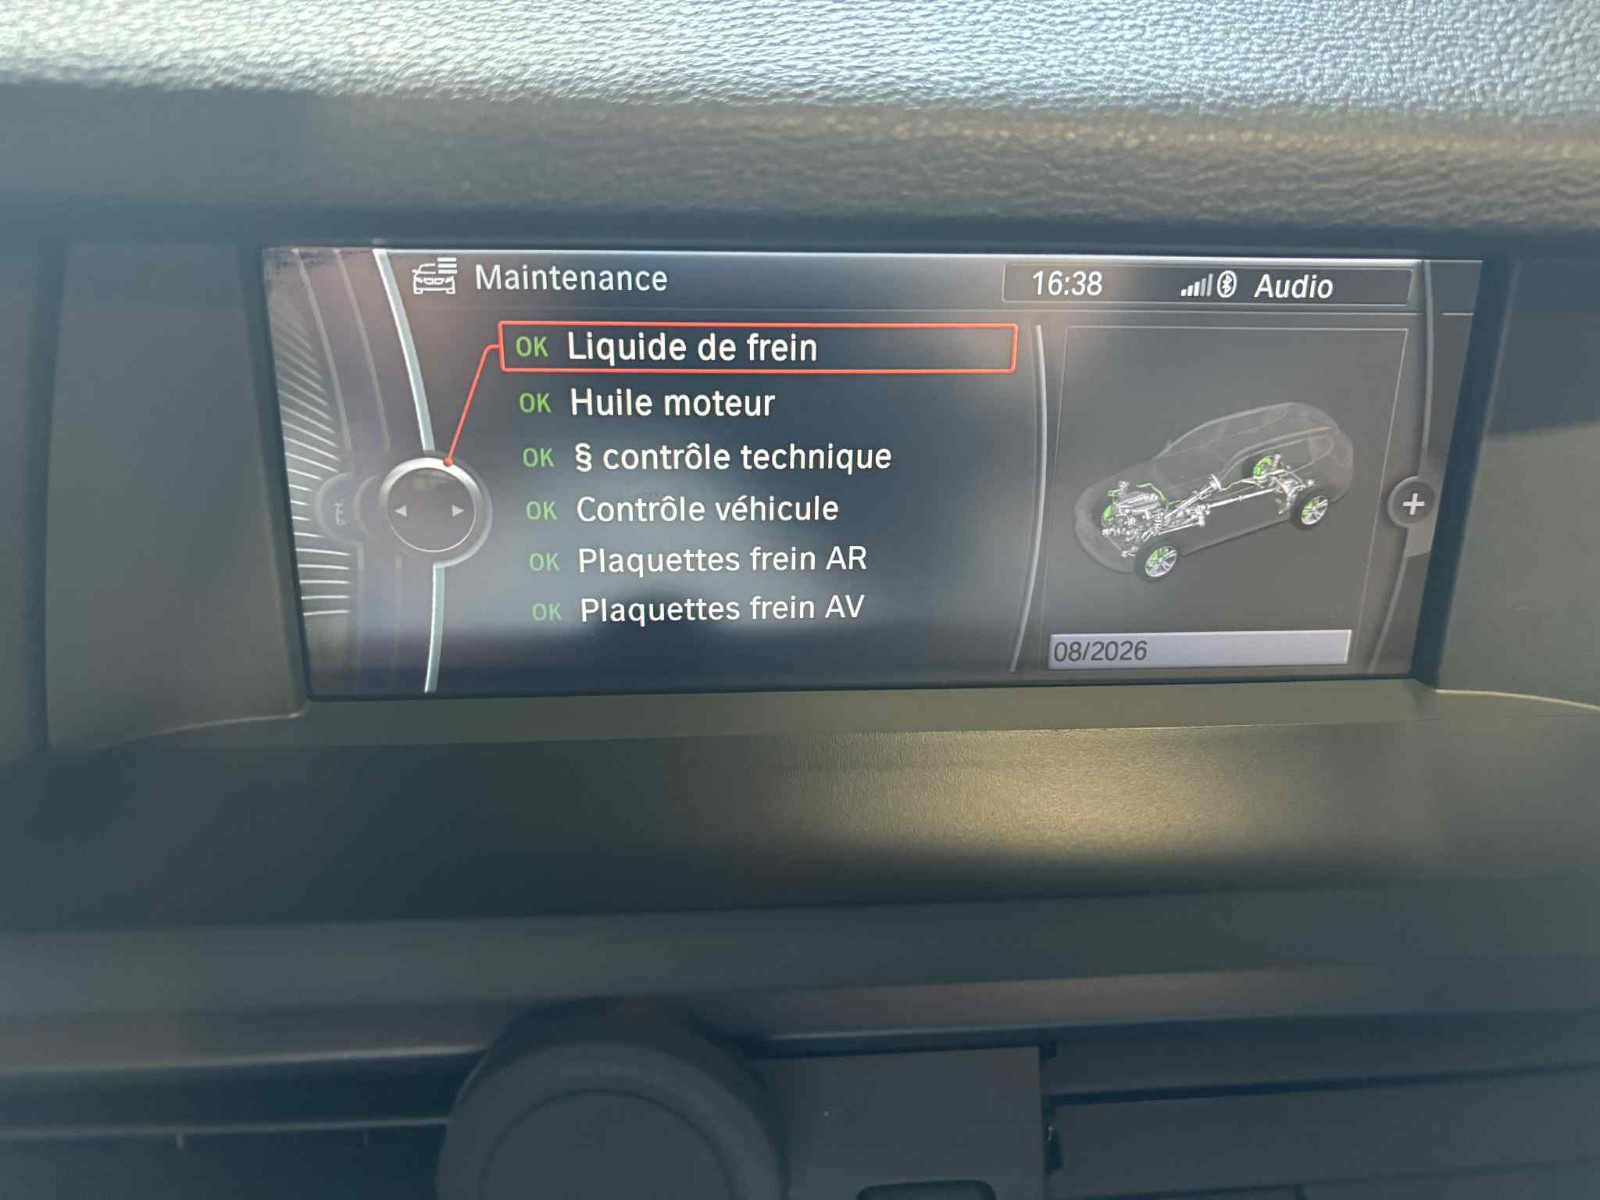 Maintenance
16:38 Audio
OK Liquide de frein
OK Huile moteur
OK § contrôle technique
OK Contrôle véhicule
OK Plaquettes frein AR
OK Plaquettes frein AV
08/2026